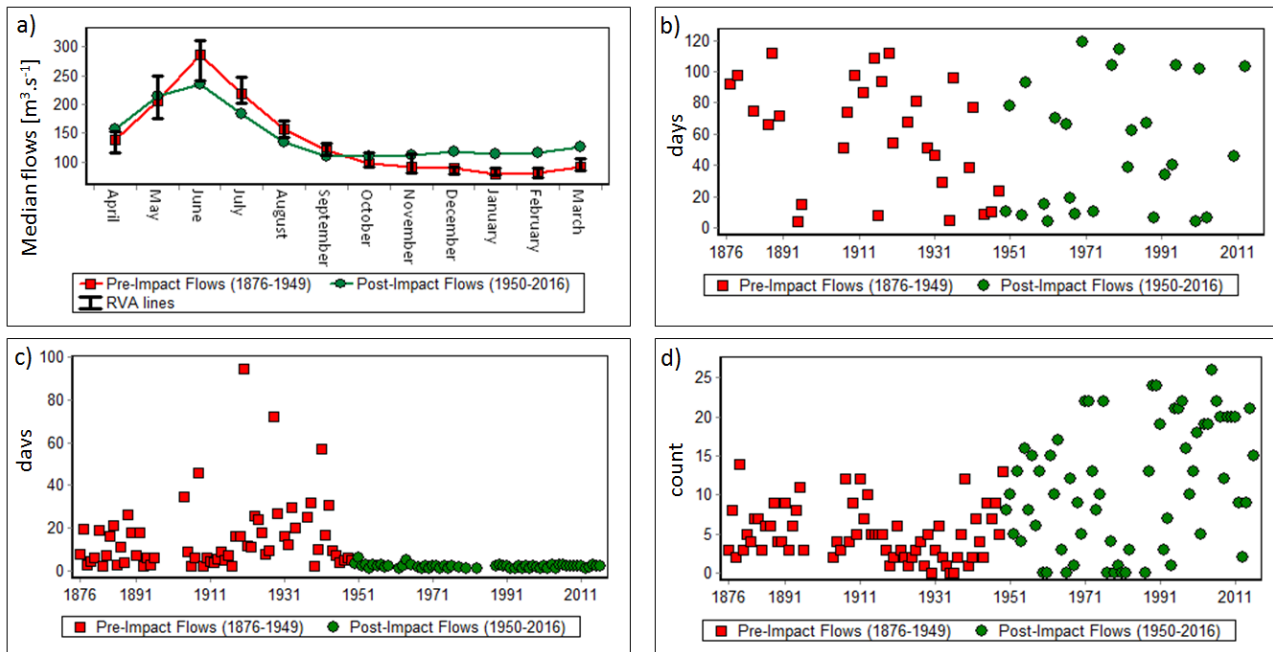 a)
Median flows [m³.s⁻¹]
300
250
200
150
100
April
May
June
July
August
September
October
November
December
January
February
March
Pre-Impact Flows (1876-1949)
Post-Impact Flows (1950-2016)
RVA lines
b)
days
120
100
80
60
40
20
0
1876 1891 1911 1931 1951 1971 1991 2011
Pre-Impact Flows (1876-1949)
Post-Impact Flows (1950-2016)
c)
days
100
80
60
40
20
0
1876 1891 1911 1931 1951 1971 1991 2011
Pre-Impact Flows (1876-1949)
Post-Impact Flows (1950-2016)
d)
count
25
20
15
10
5
0
1876 1891 1911 1931 1951 1971 1991 2011
Pre-Impact Flows (1876-1949)
Post-Impact Flows (1950-2016)